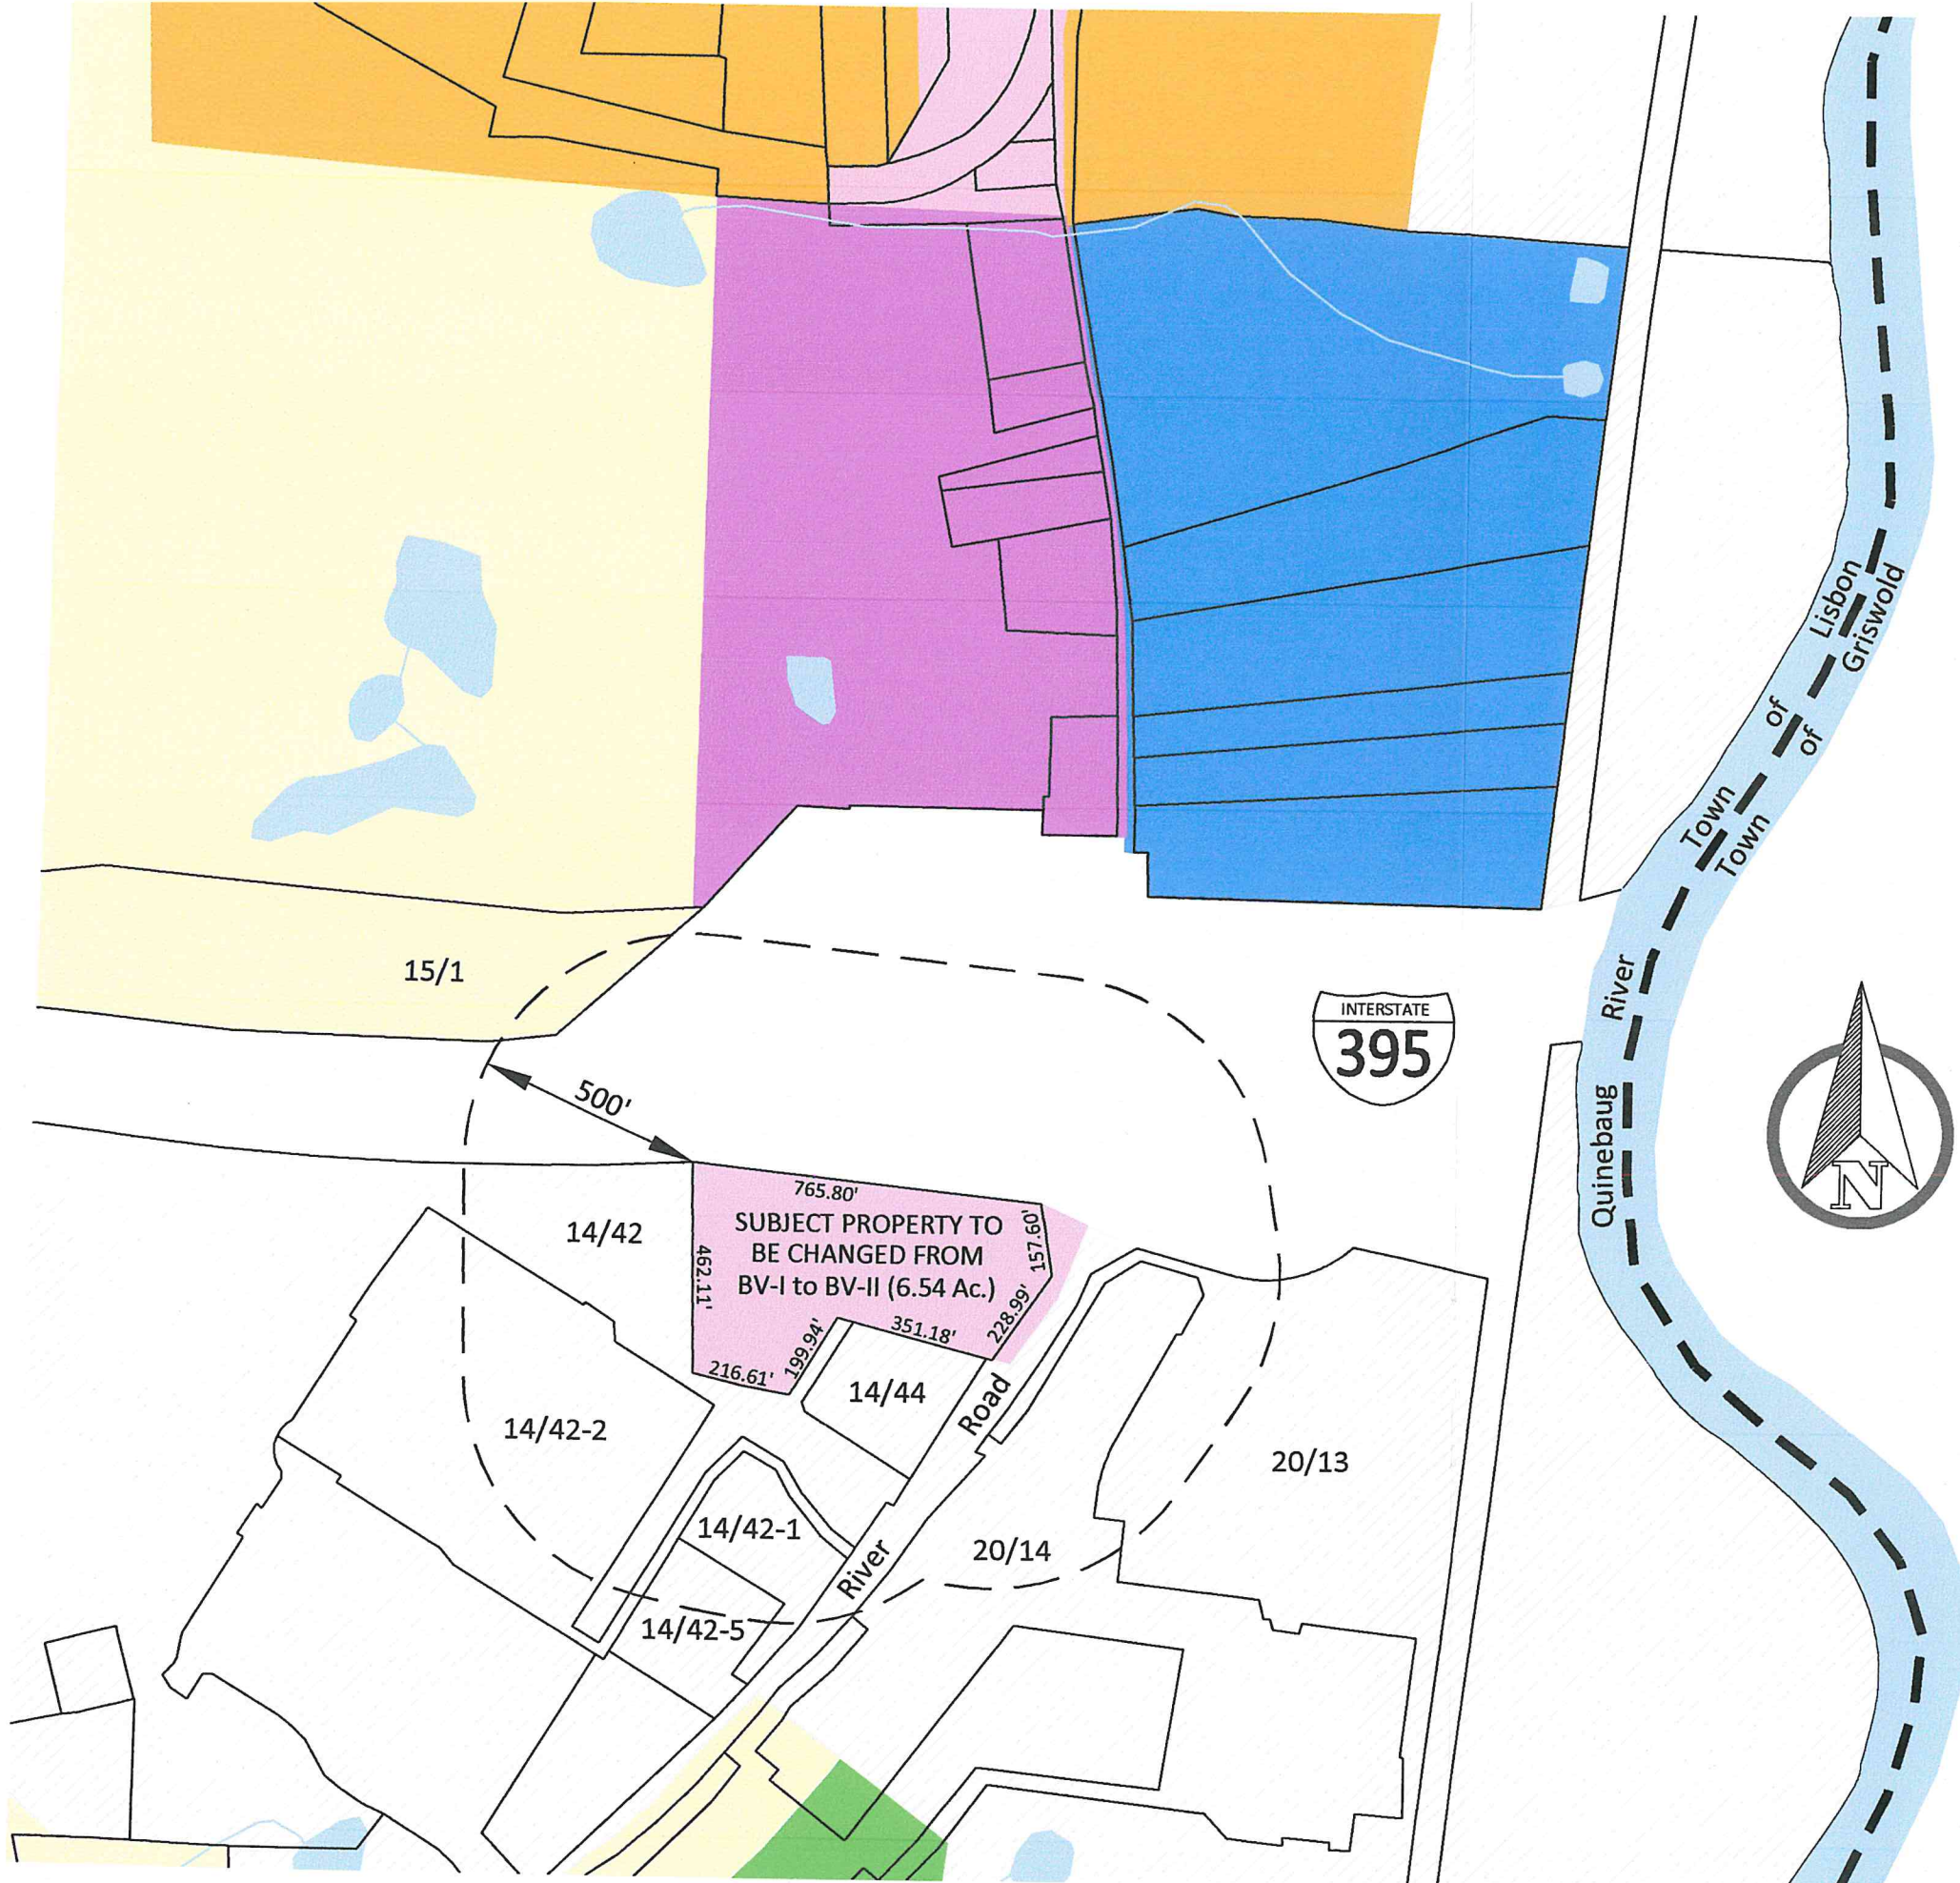 Town of Lisbon
Town of Griswold
15/1
INTERSTATE
395
Quinebaug River
500'
N
765.80'
14/42
SUBJECT PROPERTY TO
BE CHANGED FROM
BV-I to BV-II (6.54 Ac.)
462.11'
157.60'
228.99'
351.18'
199.94'
216.61'
14/44
14/42-2
River Road
20/13
14/42-1
20/14
14/42-5